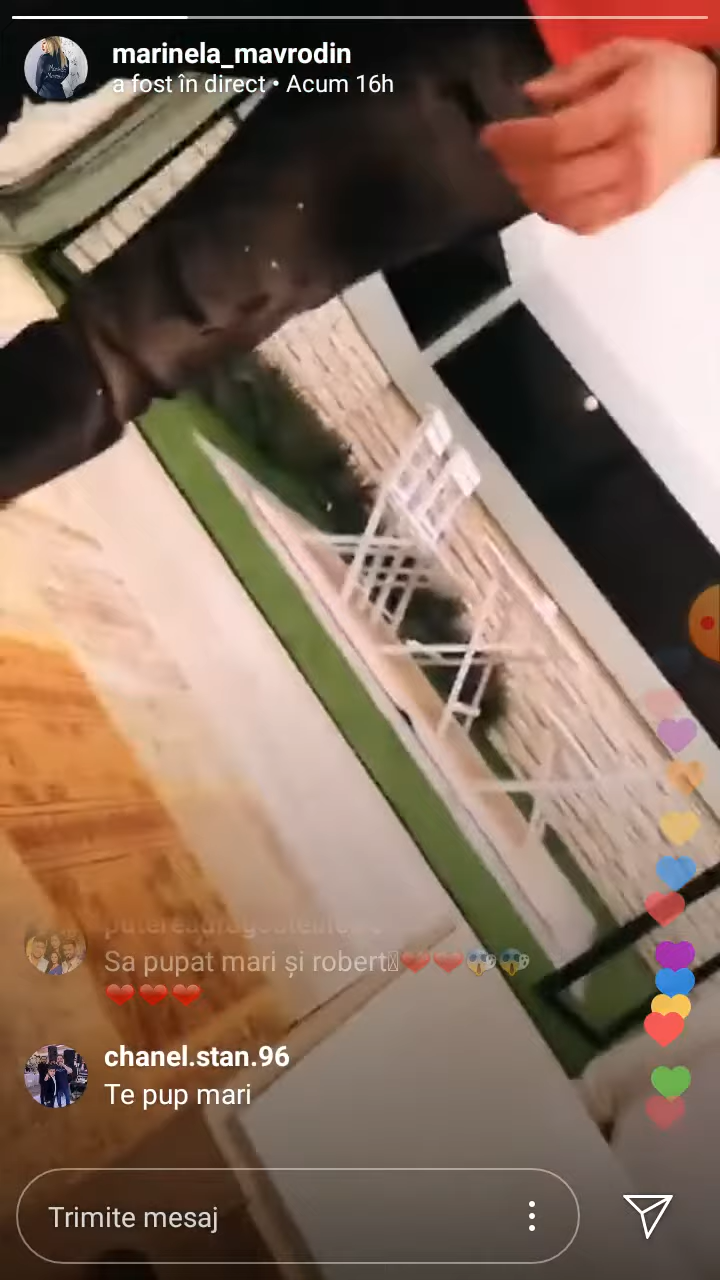 marinela_mavrodin
a fost în direct • Acum 16h
Sa pupat mari și robert
chanel.stan.96
Te pup mari
Trimite mesaj